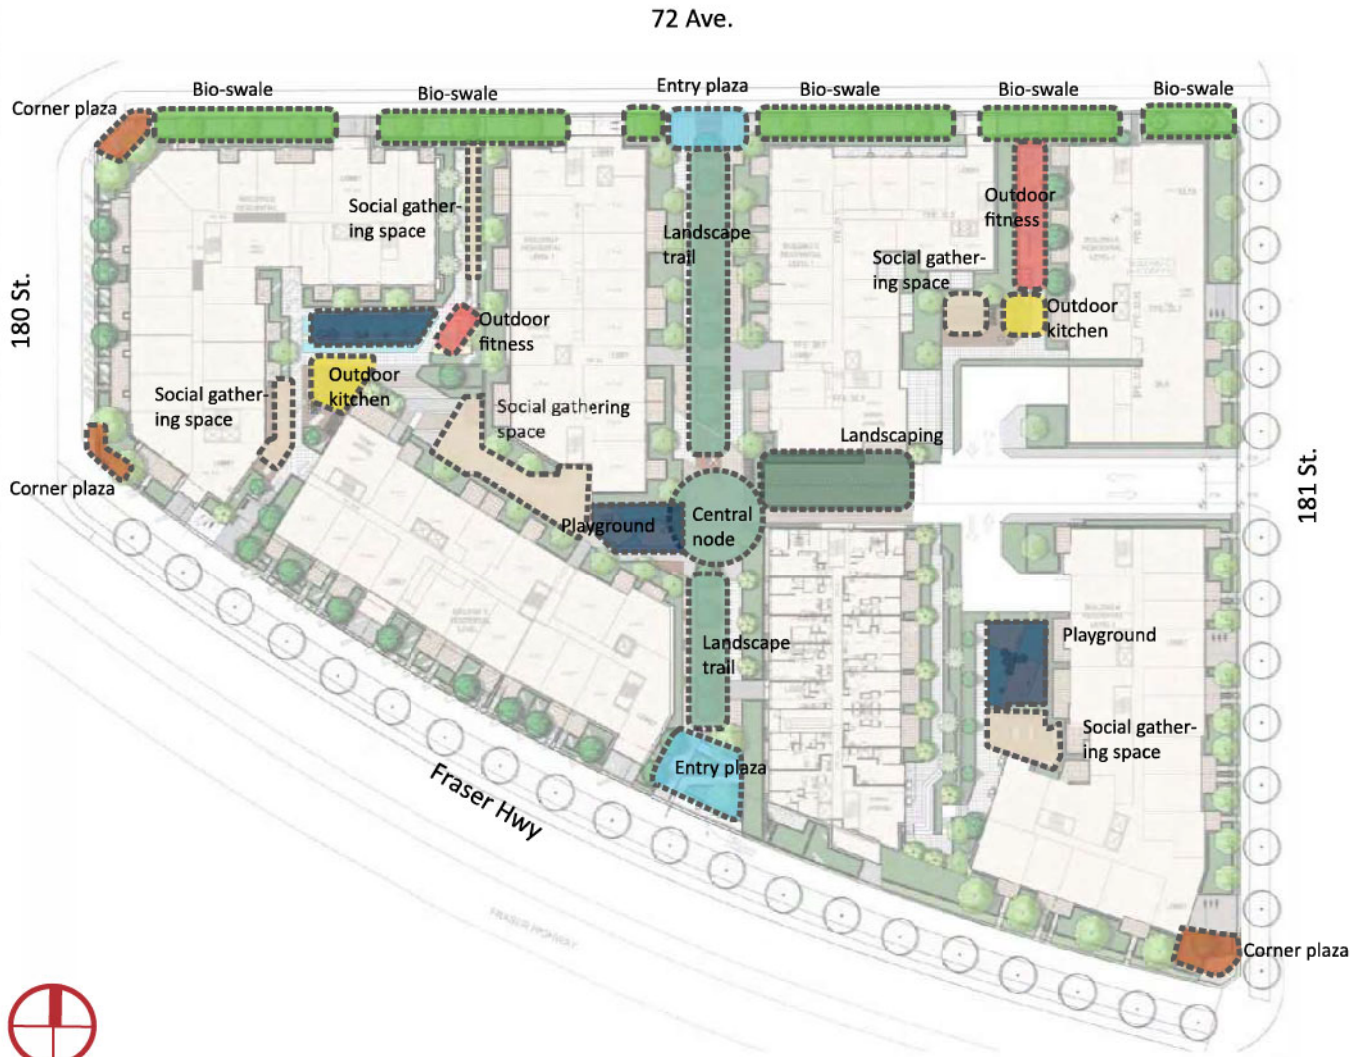 72 Ave.
Bio-swale
Bio-swale
Entry plaza
Bio-swale
Bio-swale
Bio-swale
Corner plaza
Social gather-
ing space
Landscape
trail
Outdoor
fitness
Social gather-
ing space
180 St.
Outdoor
fitness
Outdoor
kitchen
Outdoor
kitchen
Social gather-
ing space
Social gathering
space
Landscaping
Corner plaza
181 St.
Playground
Central
node
Landscape
trail
Playground
Social gather-
ing space
Entry plaza
Fraser Hwy
FRASER HIGHWAY
Corner plaza